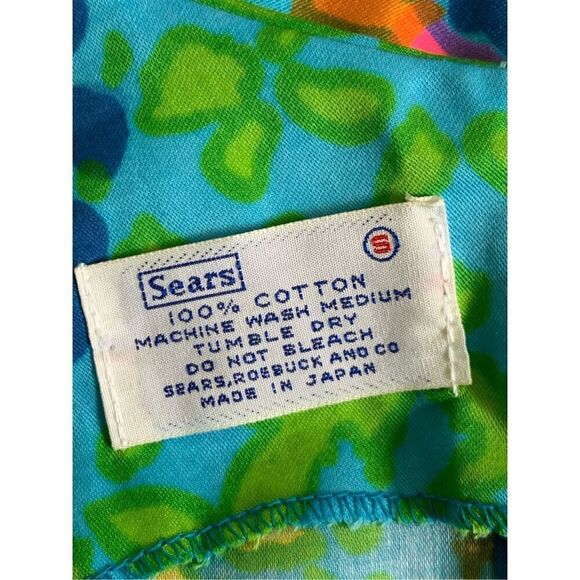 Sears
100% COTTON
MACHINE WASH MEDIUM
TUMBLE DRY
DO NOT BLEACH
SEARS,ROEBUCK AND CO
MADE IN JAPAN